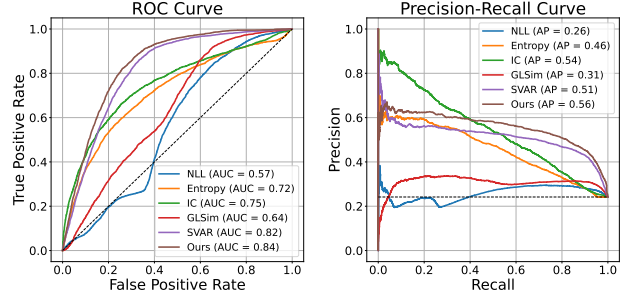 ROC Curve
1.0
0.8
0.6
0.4
0.2
0.0
True Positive Rate
NLL (AUC = 0.57)
Entropy (AUC = 0.72)
IC (AUC = 0.75)
GLSim (AUC = 0.64)
SVAR (AUC = 0.82)
Ours (AUC = 0.84)
0.0 0.2 0.4 0.6 0.8 1.0
False Positive Rate
Precision-Recall Curve
1.0
0.8
0.6
0.4
0.2
0.0
Precision
NLL (AP = 0.26)
Entropy (AP = 0.46)
IC (AP = 0.54)
GLSim (AP = 0.31)
SVAR (AP = 0.51)
Ours (AP = 0.56)
0.0 0.2 0.4 0.6 0.8 1.0
Recall